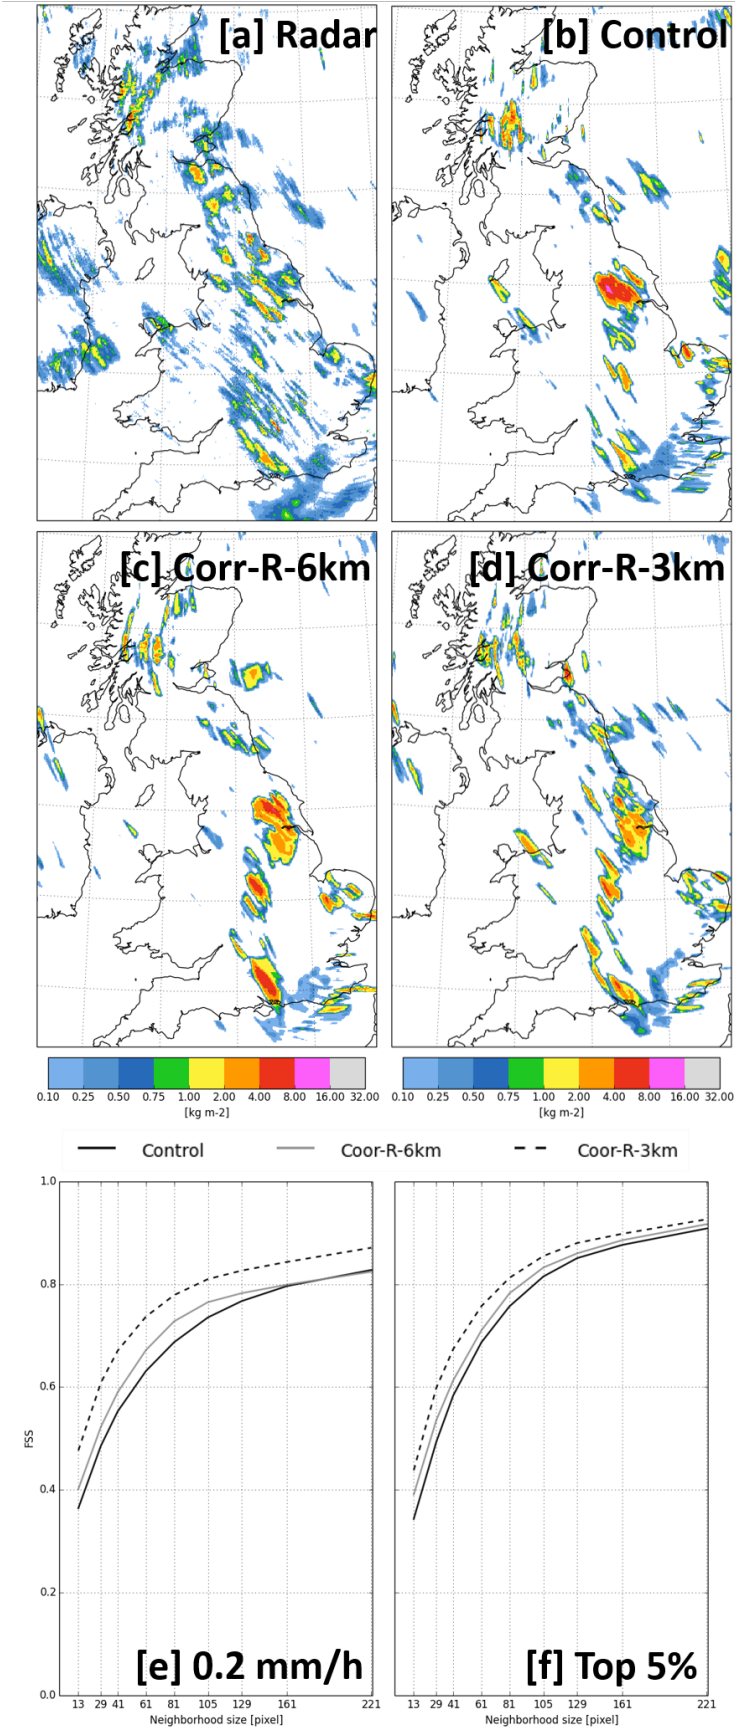 [a] Radar
[b] Control
[c] Corr-R-6km
[d] Corr-R-3km
0.10 0.25 0.50 0.75 1.00 2.00 4.00 8.00 16.00 32.00
[kg m-2]
0.10 0.25 0.50 0.75 1.00 2.00 4.00 8.00 16.00 32.00
[kg m-2]
Control Coor-R-6km Coor-R-3km
1.0
0.8
0.6
FSS
0.4
0.2
0.0
[e] 0.2 mm/h
[f] Top 5%
13 29 41 61 81 105 129 161 221
Neighborhood size [pixel]
13 29 41 61 81 105 129 161 221
Neighborhood size [pixel]